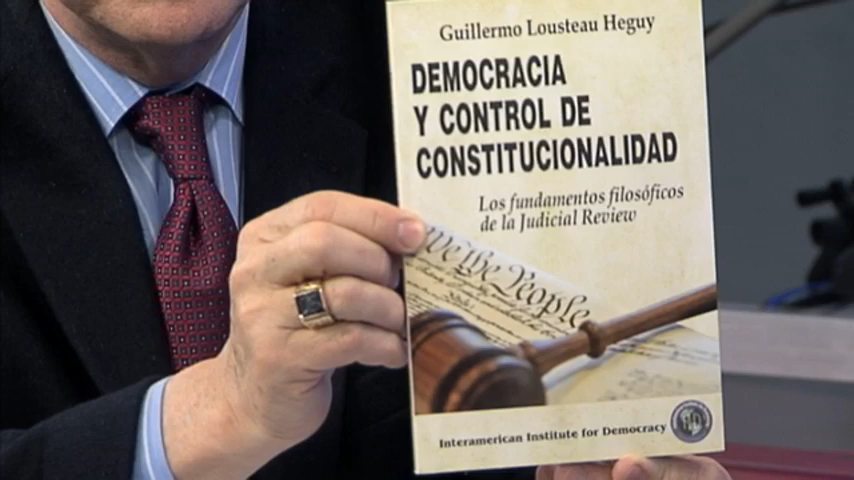 Guillermo Lousteau Heguy
DEMOCRACIA
Y CONTROL DE
CONSTITUCIONALIDAD
Los fundamentos filosóficos
de la Judicial Review
We the People
Interamerican Institute for Democracy